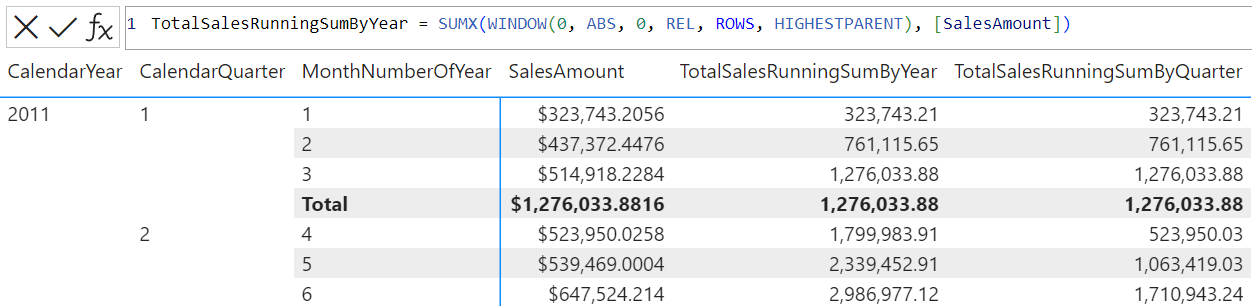 1 TotalSalesRunningSumByYear = SUMX(WINDOW(0, ABS, 0, REL, ROWS, HIGHESTPARENT), [SalesAmount])
CalendarYear CalendarQuarter MonthNumberOfYear SalesAmount TotalSalesRunningSumByYear TotalSalesRunningSumByQuarter
2011 1 1 $323,743.2056 323,743.21 323,743.21
2 $437,372.4476 761,115.65 761,115.65
3 $514,918.2284 1,276,033.88 1,276,033.88
Total $1,276,033.8816 1,276,033.88 1,276,033.88
2 4 $523,950.0258 1,799,983.91 523,950.03
5 $539,469.0004 2,339,452.91 1,063,419.03
6 $647,524.214 2,986,977.12 1,710,943.24